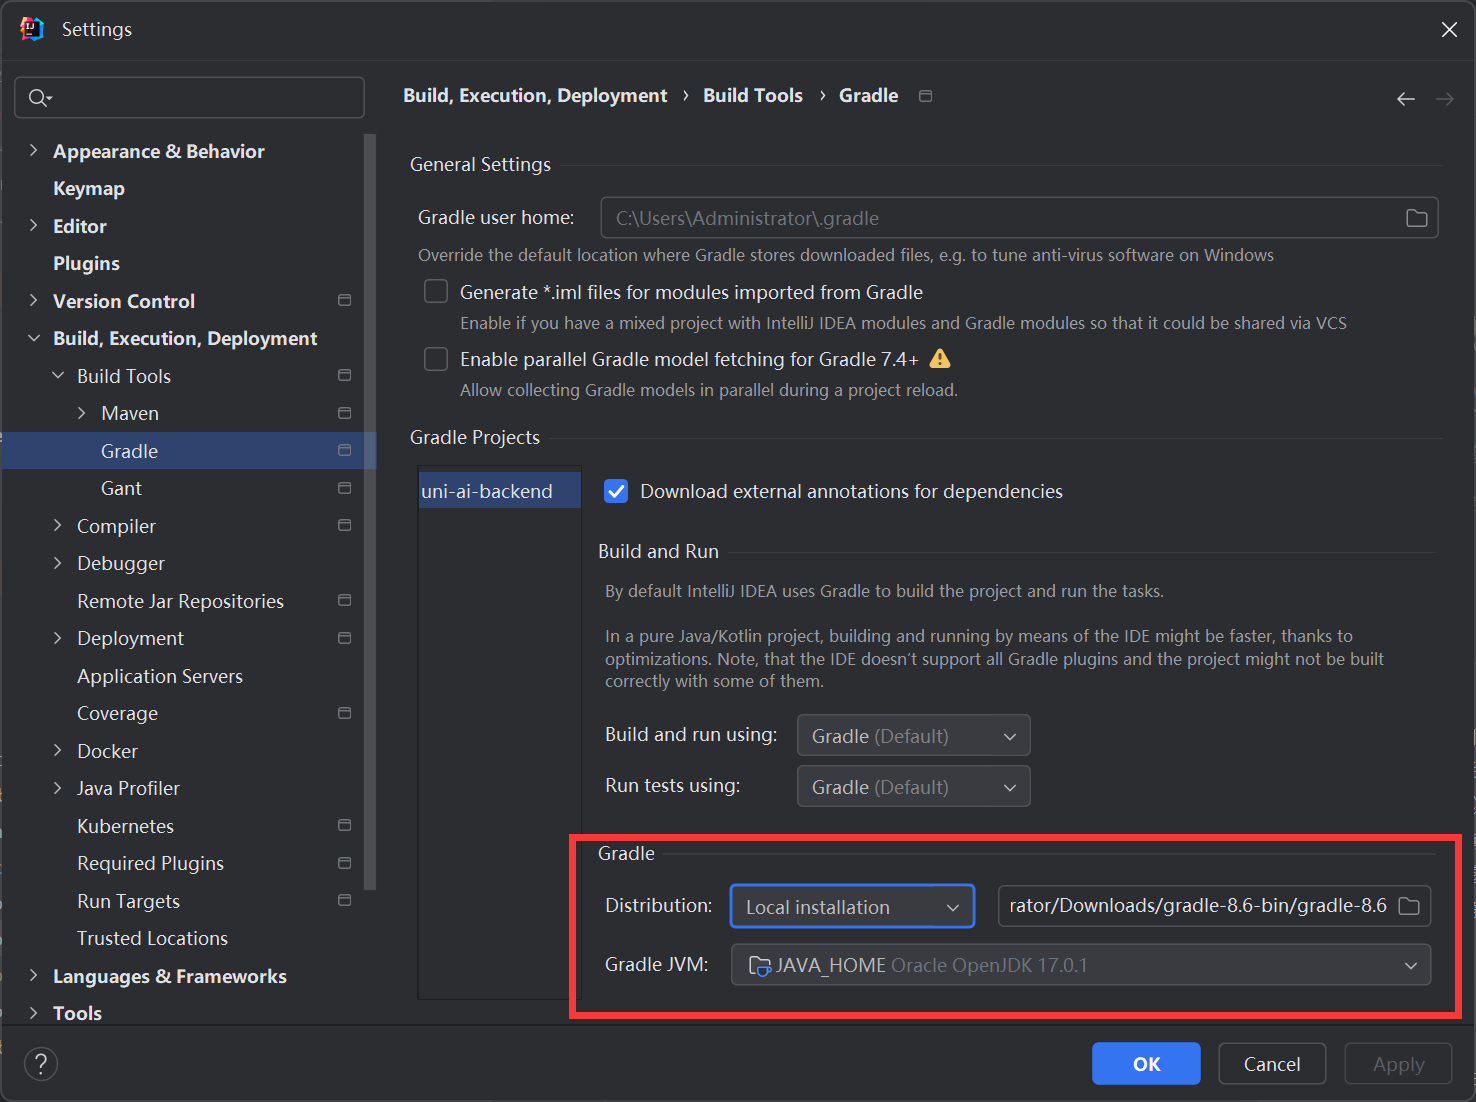 Settings
Build, Execution, Deployment › Build Tools › Gradle
Appearance & Behavior
Keymap
Editor
Plugins
Version Control
Build, Execution, Deployment
Build Tools
Maven
Gradle
Gant
Compiler
Debugger
Remote Jar Repositories
Deployment
Application Servers
Coverage
Docker
Java Profiler
Kubernetes
Required Plugins
Run Targets
Trusted Locations
Languages & Frameworks
Tools
General Settings
Gradle user home: C:\Users\Administrator\.gradle
Override the default location where Gradle stores downloaded files, e.g. to tune anti-virus software on Windows
Generate *.iml files for modules imported from Gradle
Enable if you have a mixed project with IntelliJ IDEA modules and Gradle modules so that it could be shared via VCS
Enable parallel Gradle model fetching for Gradle 7.4+
Allow collecting Gradle models in parallel during a project reload.
Gradle Projects
uni-ai-backend
Download external annotations for dependencies
Build and Run
By default IntelliJ IDEA uses Gradle to build the project and run the tasks.
In a pure Java/Kotlin project, building and running by means of the IDE might be faster, thanks to
optimizations. Note, that the IDE doesn't support all Gradle plugins and the project might not be built
correctly with some of them.
Build and run using: Gradle (Default)
Run tests using: Gradle (Default)
Gradle
Distribution: Local installation rator/Downloads/gradle-8.6-bin/gradle-8.6
Gradle JVM: JAVA_HOME Oracle OpenJDK 17.0.1
? OK Cancel Apply